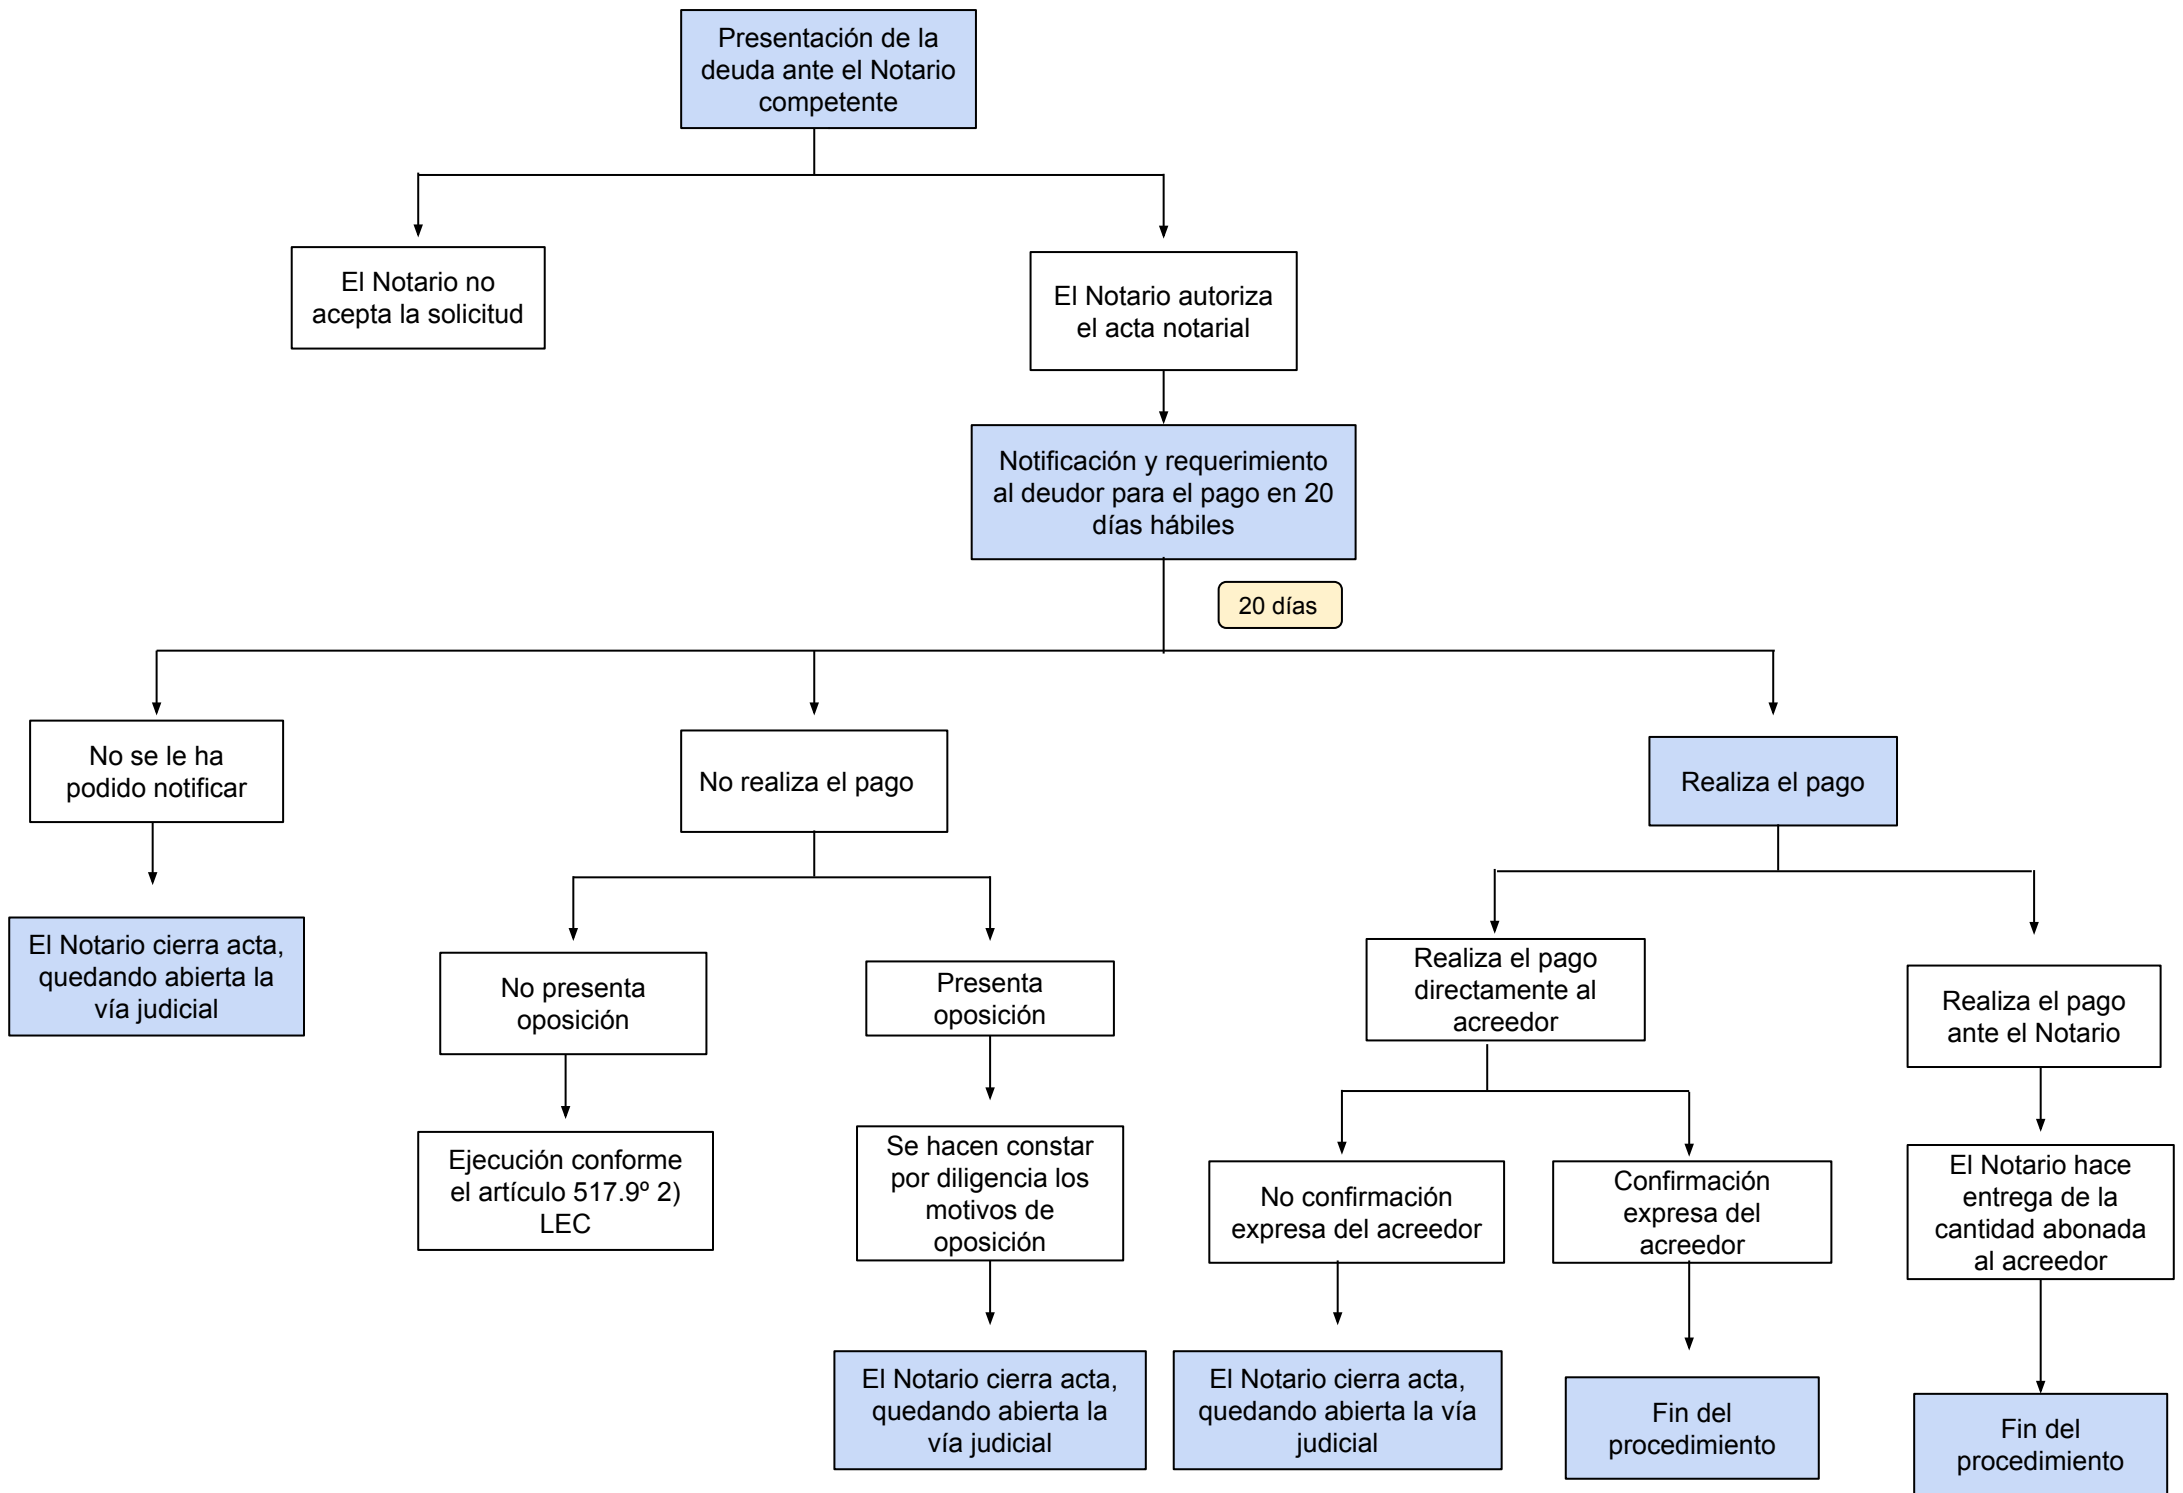 Presentación de la
deuda ante el Notario
competente
El Notario no
acepta la solicitud
El Notario autoriza
el acta notarial
Notificación y requerimiento
al deudor para el pago en 20
días hábiles
20 días
No se le ha
podido notificar
No realiza el pago
Realiza el pago
El Notario cierra acta,
quedando abierta la
vía judicial
No presenta
oposición
Presenta
oposición
Realiza el pago
directamente al
acreedor
Realiza el pago
ante el Notario
Ejecución conforme
el artículo 517.9º 2)
LEC
Se hacen constar
por diligencia los
motivos de
oposición
No confirmación
expresa del acreedor
Confirmación
expresa del
acreedor
El Notario hace
entrega de la
cantidad abonada
al acreedor
El Notario cierra acta,
quedando abierta la
vía judicial
El Notario cierra acta,
quedando abierta la vía
judicial
Fin del
procedimiento
Fin del
procedimiento